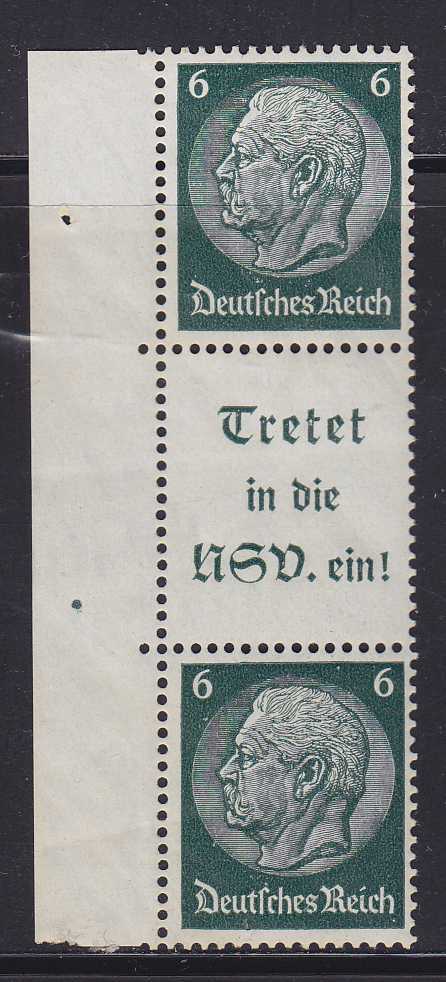 6 6
Deutſches Reich
Tretet
in die
NSV. ein!
6 6
Deutſches Reich